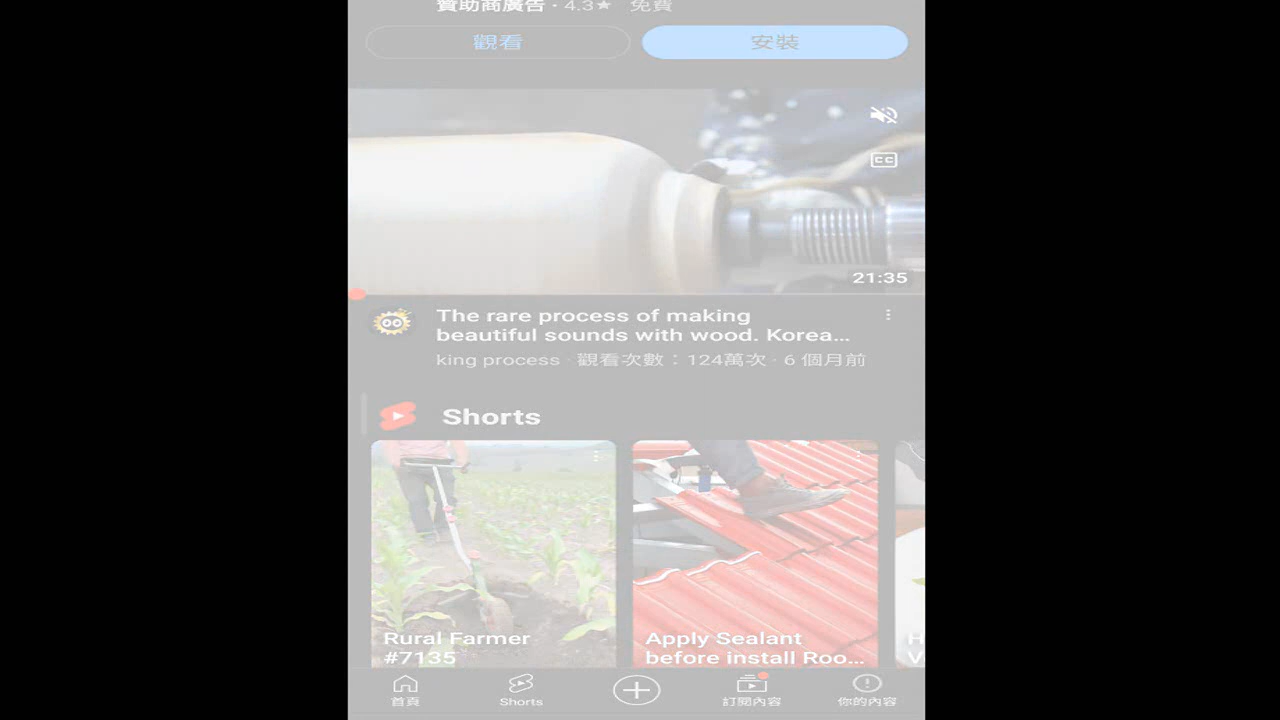 贊助商廣告 · 4.3★ 免費
觀看
安裝
CC
21:35
The rare process of making
beautiful sounds with wood. Korea...
king process · 觀看次數：124萬次 · 6 個月前
Shorts
Rural Farmer
#7135
Apply Sealant
before install Roo...
H
V
首頁
Shorts
訂閱內容
你的內容